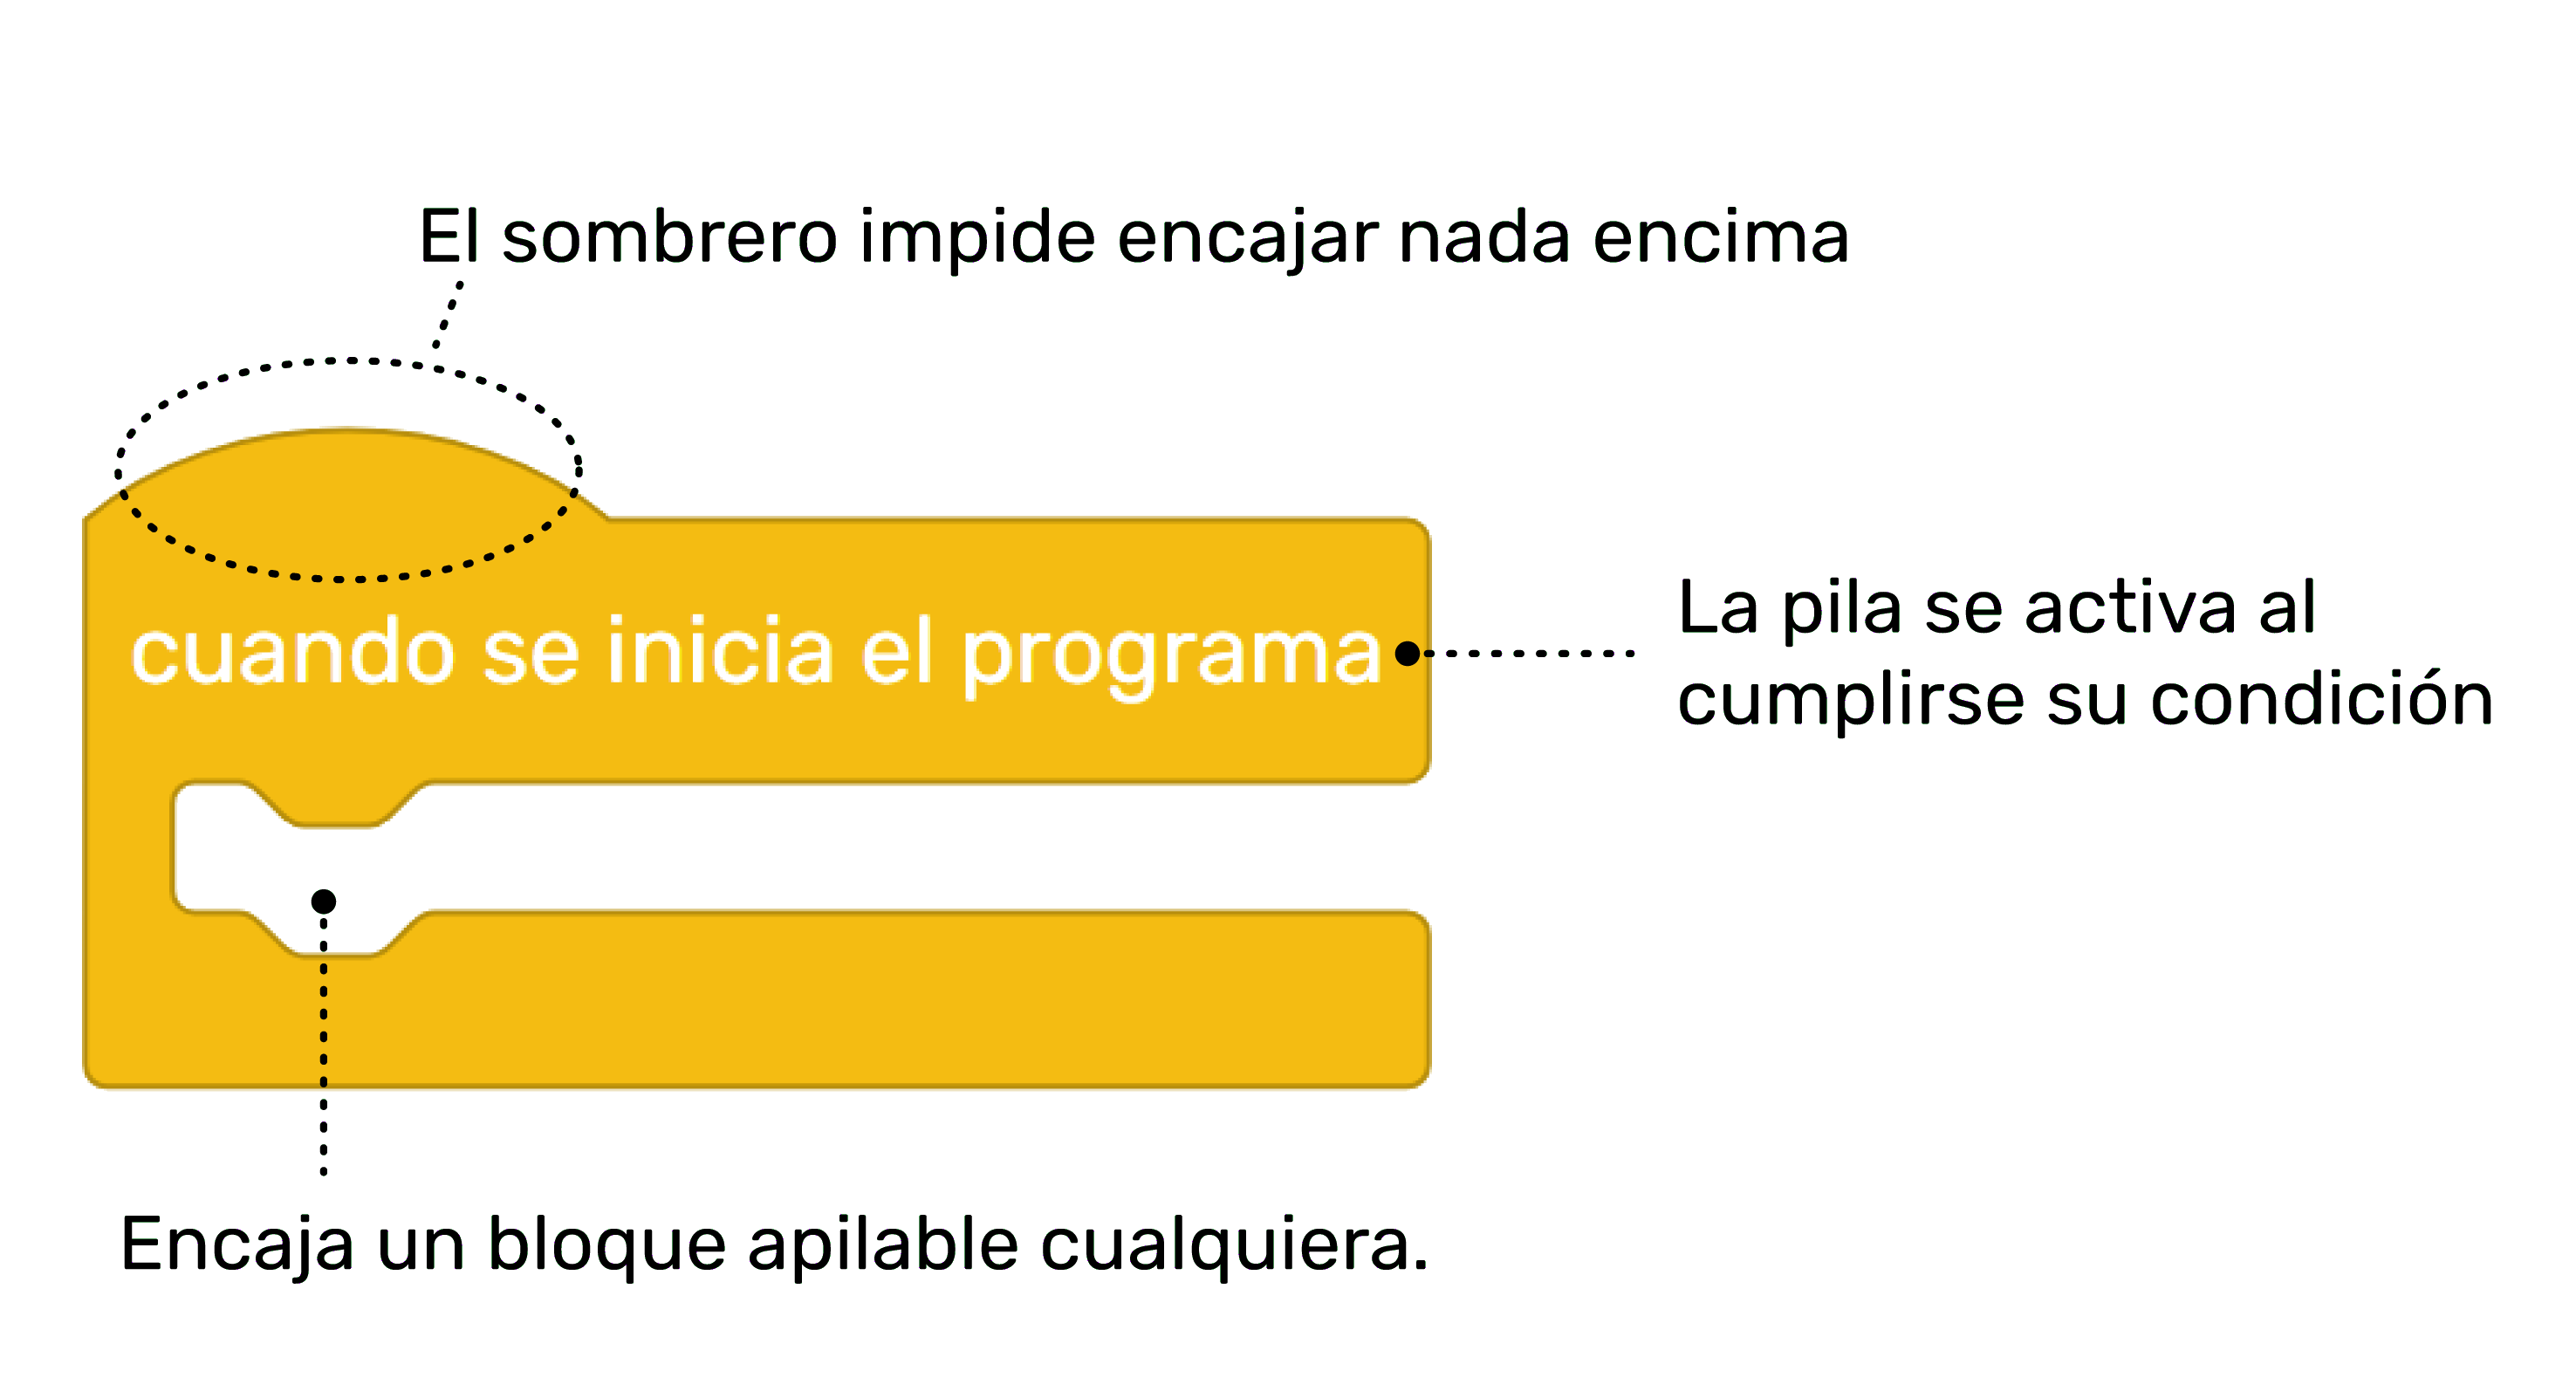 El sombrero impide encajar nada encima
cuando se inicia el programa
La pila se activa al
cumplirse su condición
Encaja un bloque apilable cualquiera.